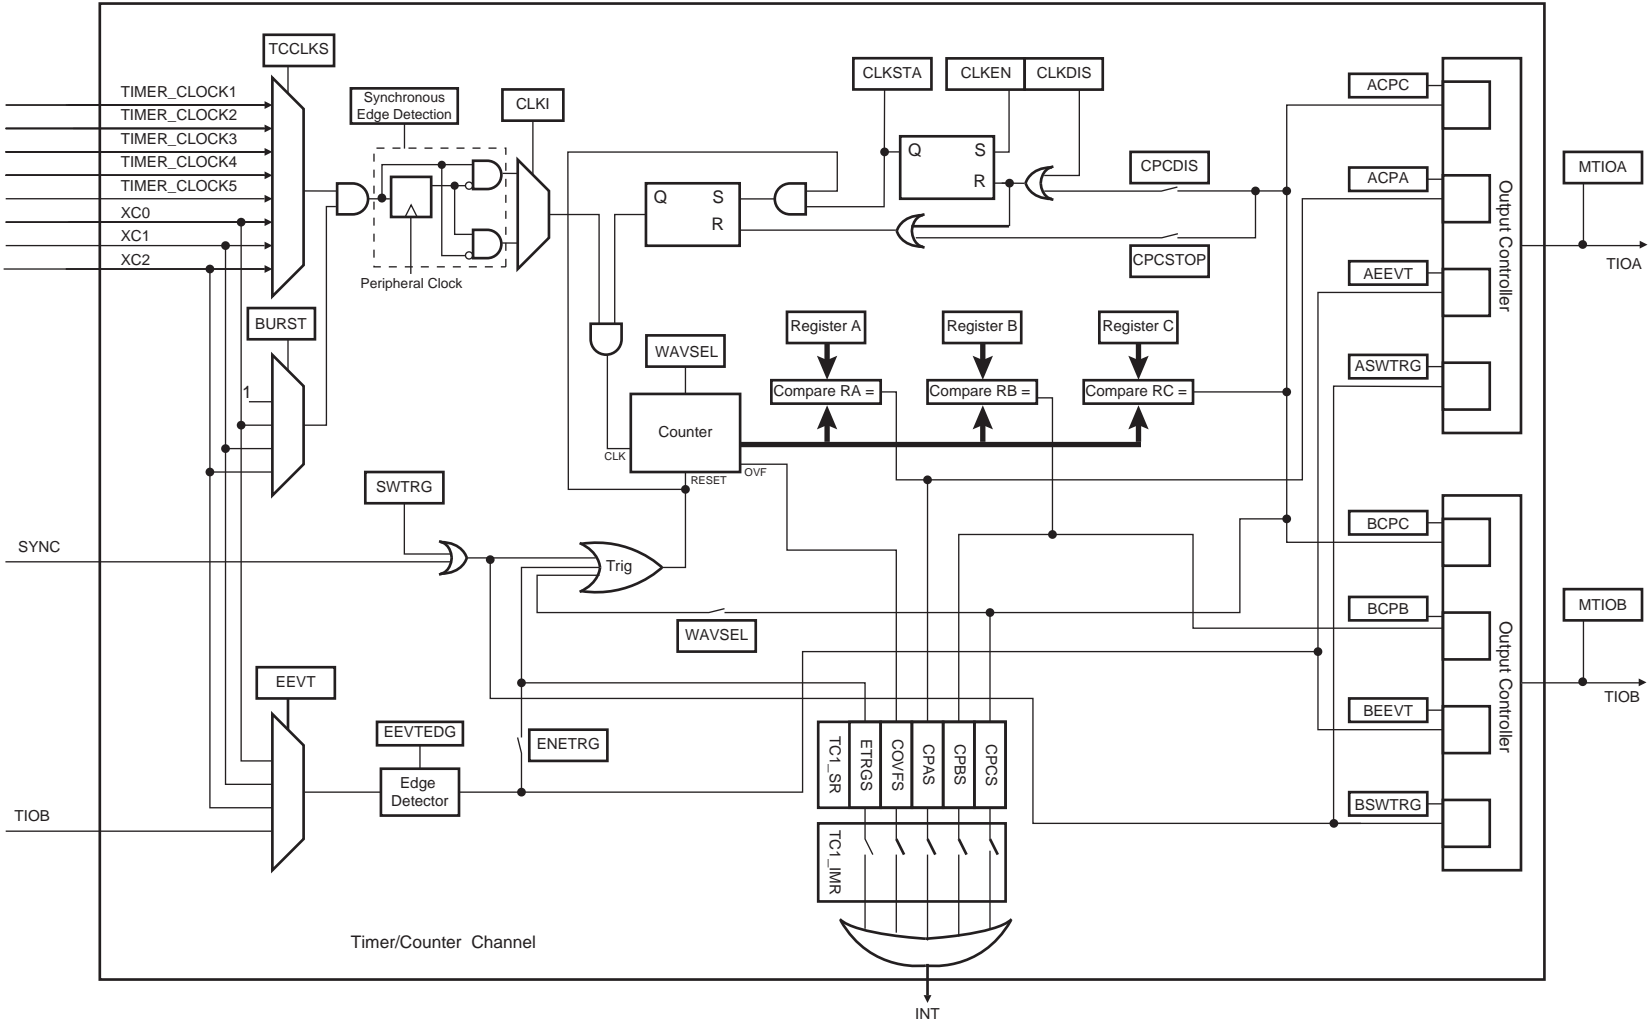 TCCLKS
TIMER_CLOCK1
TIMER_CLOCK2
TIMER_CLOCK3
TIMER_CLOCK4
TIMER_CLOCK5
XC0
XC1
XC2
Synchronous
Edge Detection
CLKI
Peripheral Clock
BURST
1
CLKSTA
CLKEN
CLKDIS
Q
S
R
Q
S
R
CPCDIS
CPCSTOP
ACPC
ACPA
AEEVT
ASWTRG
Output Controller
MTIOA
TIOA
Register A
Register B
Register C
Compare RA =
Compare RB =
Compare RC =
WAVSEL
Counter
CLK
RESET
OVF
SWTRG
SYNC
Trig
WAVSEL
BCPC
BCPB
BEEVT
BSWTRG
Output Controller
MTIOB
TIOB
EEVT
EEVTEDG
Edge
Detector
ENETRG
TIOB
TC1_SR
ETRGS
COVFS
CPAS
CPBS
CPCS
TC1_IMR
Timer/Counter Channel
INT